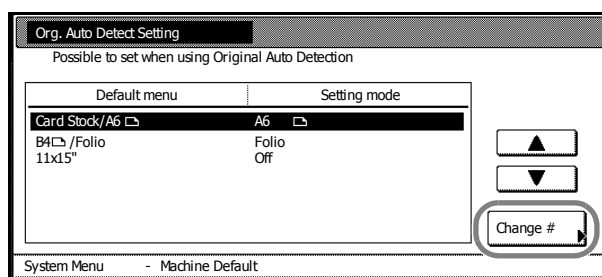 Org. Auto Detect Setting
Possible to set when using Original Auto Detection
Default menu Setting mode
Card Stock/A6 A6
B4 /Folio Folio
11x15" Off
Change #
System Menu - Machine Default